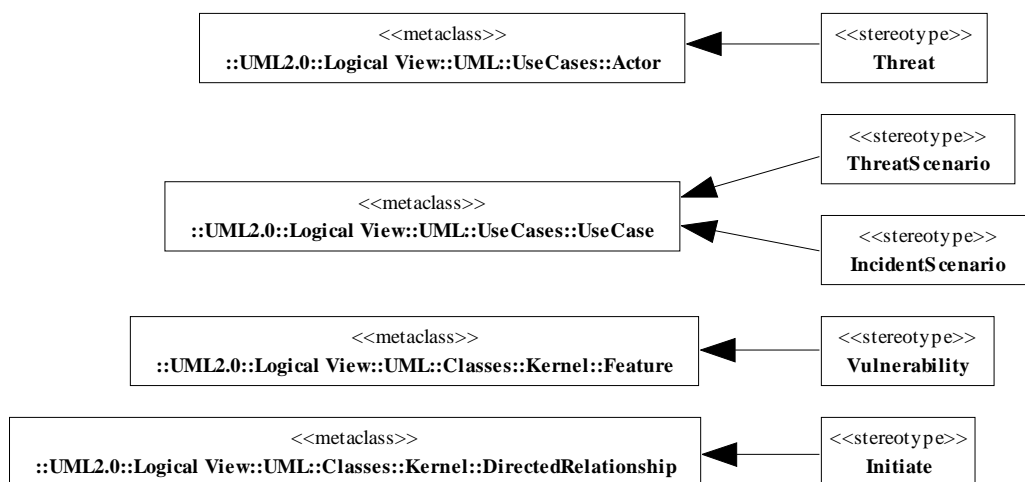 <<metaclass>>
::UML2.0::Logical View::UML::UseCases::Actor
<<stereotype>>
Threat
<<stereotype>>
ThreatScenario
<<metaclass>>
::UML2.0::Logical View::UML::UseCases::UseCase
<<stereotype>>
IncidentScenario
<<metaclass>>
::UML2.0::Logical View::UML::Classes::Kernel::Feature
<<stereotype>>
Vulnerability
<<metaclass>>
::UML2.0::Logical View::UML::Classes::Kernel::DirectedRelationship
<<stereotype>>
Initiate